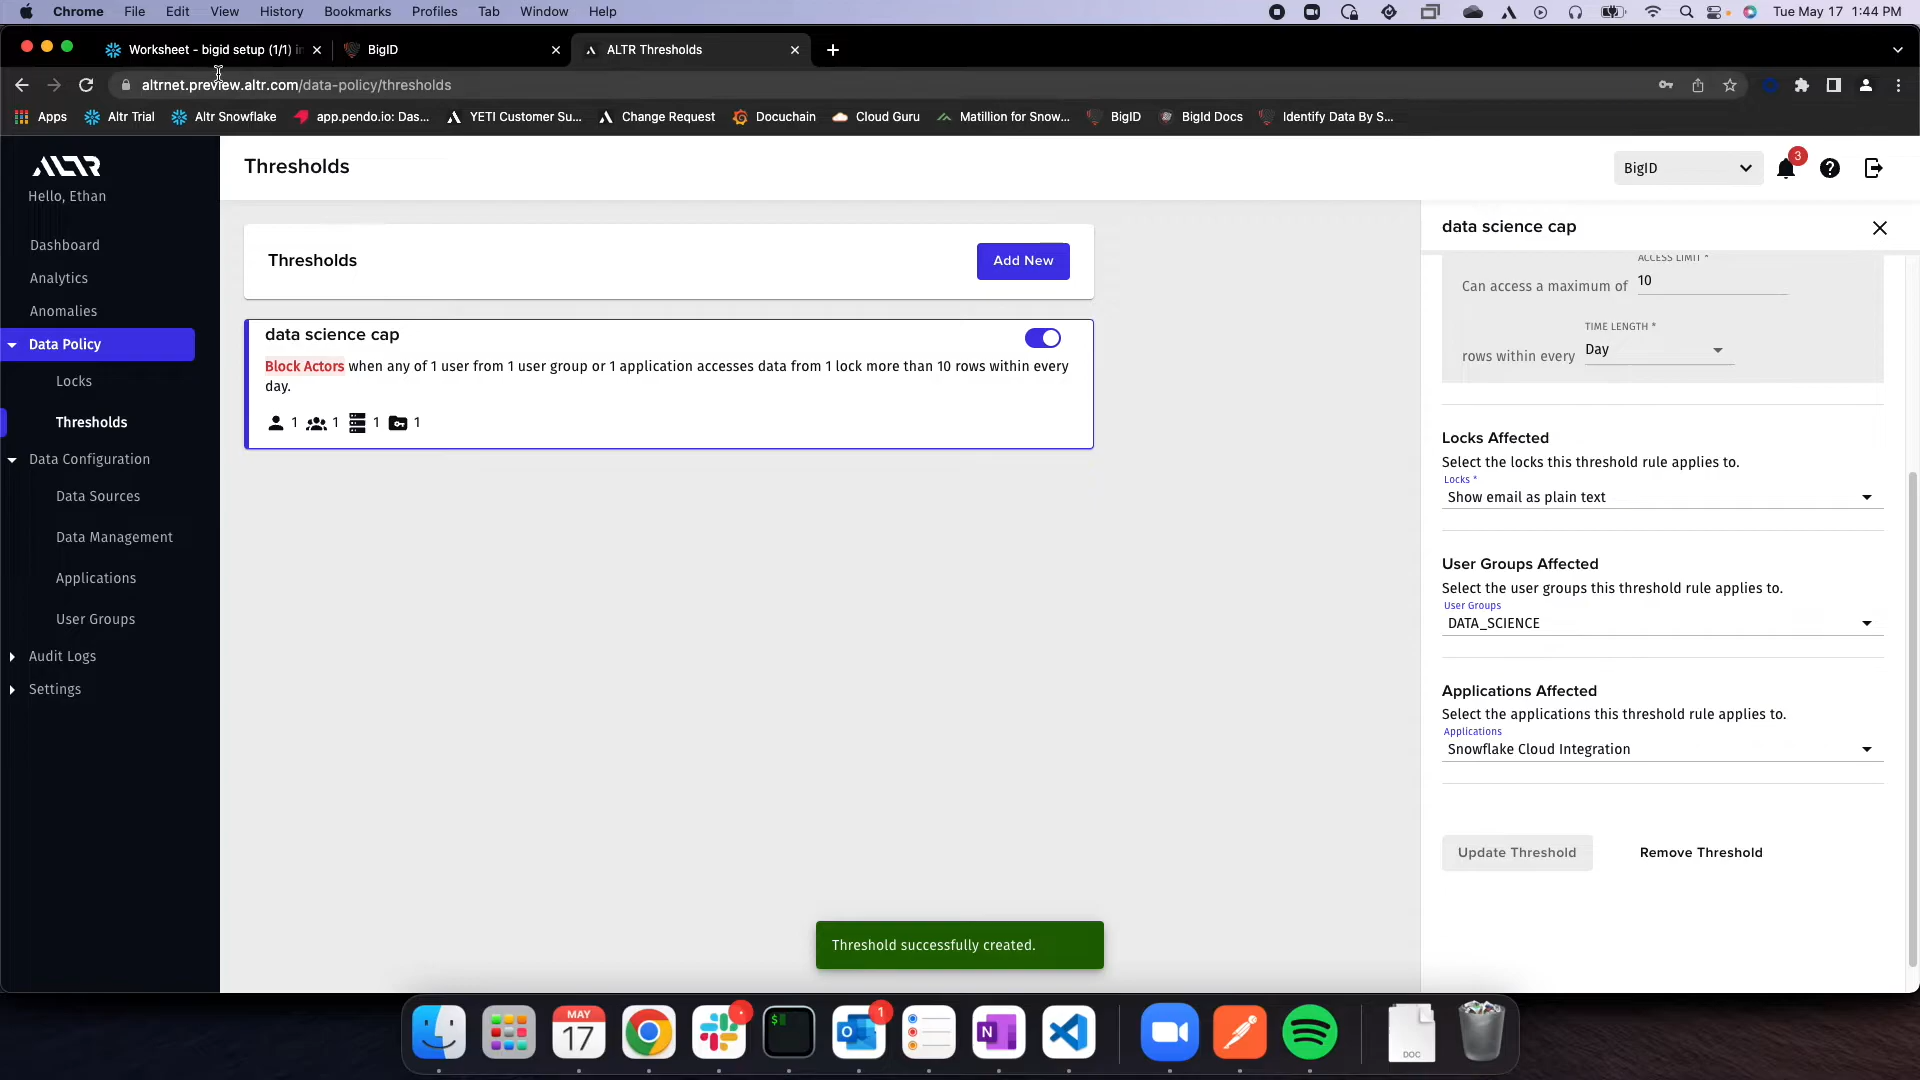 Chrome File Edit View History Bookmarks Profiles Tab Window Help Tue May 17 1:44 PM
Worksheet - bigid setup (1/1) in BigID ALTR Thresholds
altrnet.preview.altr.com/data-policy/thresholds
Apps Altr Trial Altr Snowflake app.pendo.io: Das... YETI Customer Su... Change Request Docuchain Cloud Guru Matillion for Snow... BigID BigId Docs Identify Data By S...
ALTR
Hello, Ethan
Dashboard
Analytics
Anomalies
Data Policy
Locks
Thresholds
Data Configuration
Data Sources
Data Management
Applications
User Groups
Audit Logs
Settings
Thresholds
BigID
3
Thresholds
Add New
data science cap
Block Actors when any of 1 user from 1 user group or 1 application accesses data from 1 lock more than 10 rows within every
day.
1 1 1 1
data science cap
ACCESS LIMIT *
Can access a maximum of 10
TIME LENGTH *
rows within every Day
Locks Affected
Select the locks this threshold rule applies to.
Locks *
Show email as plain text
User Groups Affected
Select the user groups this threshold rule applies to.
User Groups
DATA_SCIENCE
Applications Affected
Select the applications this threshold rule applies to.
Applications
Snowflake Cloud Integration
Update Threshold Remove Threshold
Threshold successfully created.
MAY
17
$
1
DOC